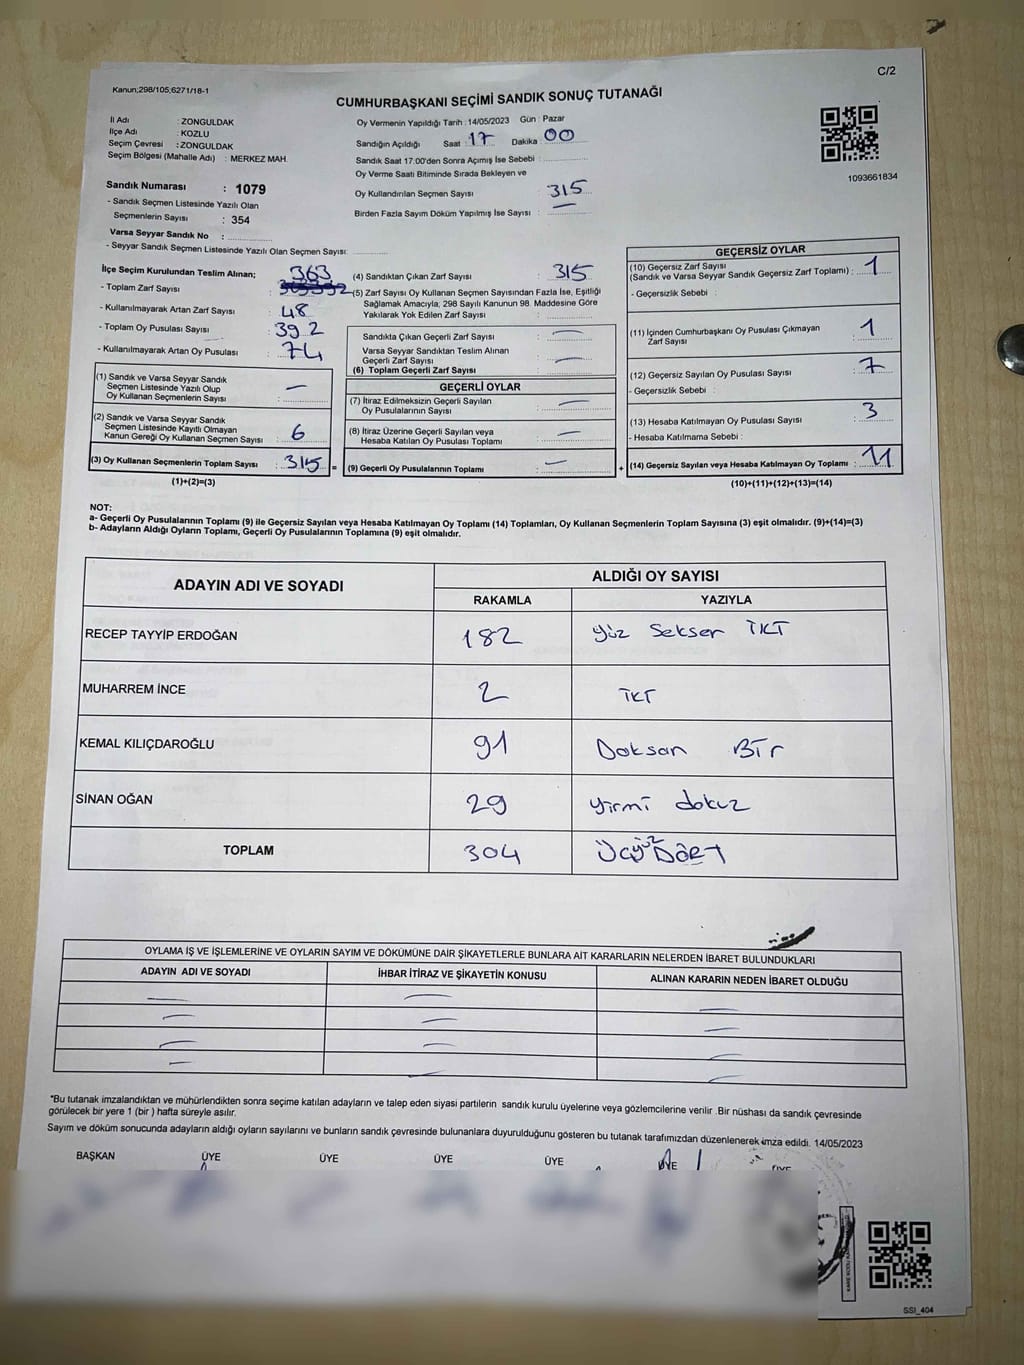 C/2
Kanun;298/105,6271/18-1
CUMHURBAŞKANI SEÇİMİ SANDIK SONUÇ TUTANAĞI
İl Adı : ZONGULDAK
İlçe Adı : KOZLU
Seçim Çevresi : ZONGULDAK
Seçim Bölgesi (Mahalle Adı) : MERKEZ MAH.
Sandık Numarası : 1079
- Sandık Seçmen Listesinde Yazılı Olan
Seçmenlerin Sayısı : 354
Varsa Seyyar Sandık No :
- Seyyar Sandık Seçmen Listesinde Yazılı Olan Seçmen Sayısı:
Oy Vermenin Yapıldığı Tarih : 14/05/2023 Gün : Pazar
Sandığın Açıldığı Saat : 17 Dakika : 00
Sandık Saat 17:00'den Sonra Açımış İse Sebebi :
Oy Verme Saati Bitiminde Sırada Bekleyen ve
Oy Kullandırılan Seçmen Sayısı : 315
Birden Fazla Sayım Döküm Yapılmış İse Sayısı : —
1093661834
İlçe Seçim Kurulundan Teslim Alınan;
- Toplam Zarf Sayısı : 363
- Kullanılmayarak Artan Zarf Sayısı : 48
- Toplam Oy Pusulası Sayısı : 392
- Kullanılmayarak Artan Oy Pusulası : 74
(1) Sandık ve Varsa Seyyar Sandık
Seçmen Listesinde Yazılı Olup
Oy Kullanan Seçmenlerin Sayısı : —
(2) Sandık ve Varsa Seyyar Sandık
Seçmen Listesinde Kayıtlı Olmayan
Kanun Gereği Oy Kullanan Seçmen Sayısı : 6
(3) Oy Kullanan Seçmenlerin Toplam Sayısı : 315 =
(1)+(2)=(3)
(4) Sandıktan Çıkan Zarf Sayısı : 315
(5) Zarf Sayısı Oy Kullanan Seçmen Sayısından Fazla İse, Eşitliği
Sağlamak Amacıyla, 298 Sayılı Kanunun 98. Maddesine Göre
Yakılarak Yok Edilen Zarf Sayısı :
Sandıkta Çıkan Geçerli Zarf Sayısı : —
Varsa Seyyar Sandıktan Teslim Alınan
Geçerli Zarf Sayısı : —
(6) Toplam Geçerli Zarf Sayısı :
GEÇERLİ OYLAR
(7) İtiraz Edilmeksizin Geçerli Sayılan
Oy Pusulalarının Sayısı : —
(8) İtiraz Üzerine Geçerli Sayılan veya
Hesaba Katılan Oy Pusulası Toplamı : —
(9) Geçerli Oy Pusulalarının Toplamı : — +
GEÇERSİZ OYLAR
(10) Geçersiz Zarf Sayısı
(Sandık ve Varsa Seyyar Sandık Geçersiz Zarf Toplamı) : 1
- Geçersizlik Sebebi :
(11) İçinden Cumhurbaşkanı Oy Pusulası Çıkmayan
Zarf Sayısı : 1
(12) Geçersiz Sayılan Oy Pusulası Sayısı : 7
- Geçersizlik Sebebi :
(13) Hesaba Katılmayan Oy Pusulası Sayısı : 3
- Hesaba Katılmama Sebebi :
(14) Geçersiz Sayılan veya Hesaba Katılmayan Oy Toplamı : 11
(10)+(11)+(12)+(13)=(14)
NOT:
a- Geçerli Oy Pusulalarının Toplamı (9) ile Geçersiz Sayılan veya Hesaba Katılmayan Oy Toplamı (14) Toplamları, Oy Kullanan Seçmenlerin Toplam Sayısına (3) eşit olmalıdır. (9)+(14)=(3)
b- Adayların Aldığı Oyların Toplamı, Geçerli Oy Pusulalarının Toplamına (9) eşit olmalıdır.
ADAYIN ADI VE SOYADI ALDIĞI OY SAYISI
RAKAMLA YAZIYLA
RECEP TAYYİP ERDOĞAN 182 yüz Sekser İKİ
MUHARREM İNCE 2 İKİ
KEMAL KILIÇDAROĞLU 91 Doksan Bir
SİNAN OĞAN 29 yirmi dokuz
TOPLAM 304 ÜçyüzDÖRT
OYLAMA İŞ VE İŞLEMLERİNE VE OYLARIN SAYIM VE DÖKÜMÜNE DAİR ŞİKAYETLERLE BUNLARA AİT KARARLARIN NELERDEN İBARET BULUNDUKLARI
ADAYIN ADI VE SOYADI İHBAR İTİRAZ VE ŞİKAYETİN KONUSU ALINAN KARARIN NEDEN İBARET OLDUĞU
— — —
— — —
— — —
— — —
"Bu tutanak imzalandıktan ve mühürlendikten sonra seçime katılan adayların ve talep eden siyasi partilerin sandık kurulu üyelerine veya gözlemcilerine verilir .Bir nüshası da sandık çevresinde
görülecek bir yere 1 (bir ) hafta süreyle asılır.
Sayım ve döküm sonucunda adayların aldığı oyların sayılarını ve bunların sandık çevresinde bulunanlara duyurulduğunu gösteren bu tutanak tarafımızdan düzenlenerek imza edildi. 14/05/2023
BAŞKAN ÜYE ÜYE ÜYE ÜYE ÜYE ÜYE
SSI_404